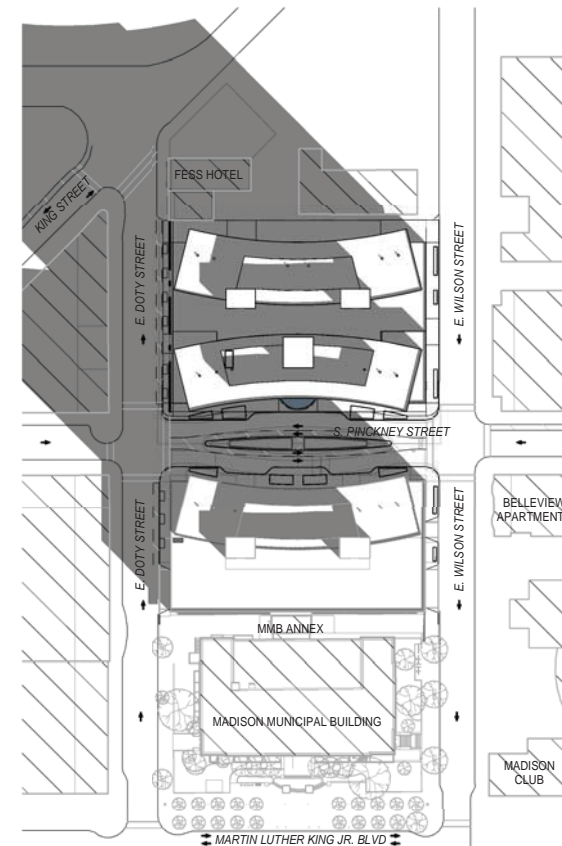 FESS HOTEL
KING STREET
E. DOTY STREET
E. WILSON STREET
S. PINCKNEY STREET
E. DOTY STREET
E. WILSON STREET
BELLEVIEW
APARTMENT
MMB ANNEX
MADISON MUNICIPAL BUILDING
MADISON
CLUB
MARTIN LUTHER KING JR. BLVD